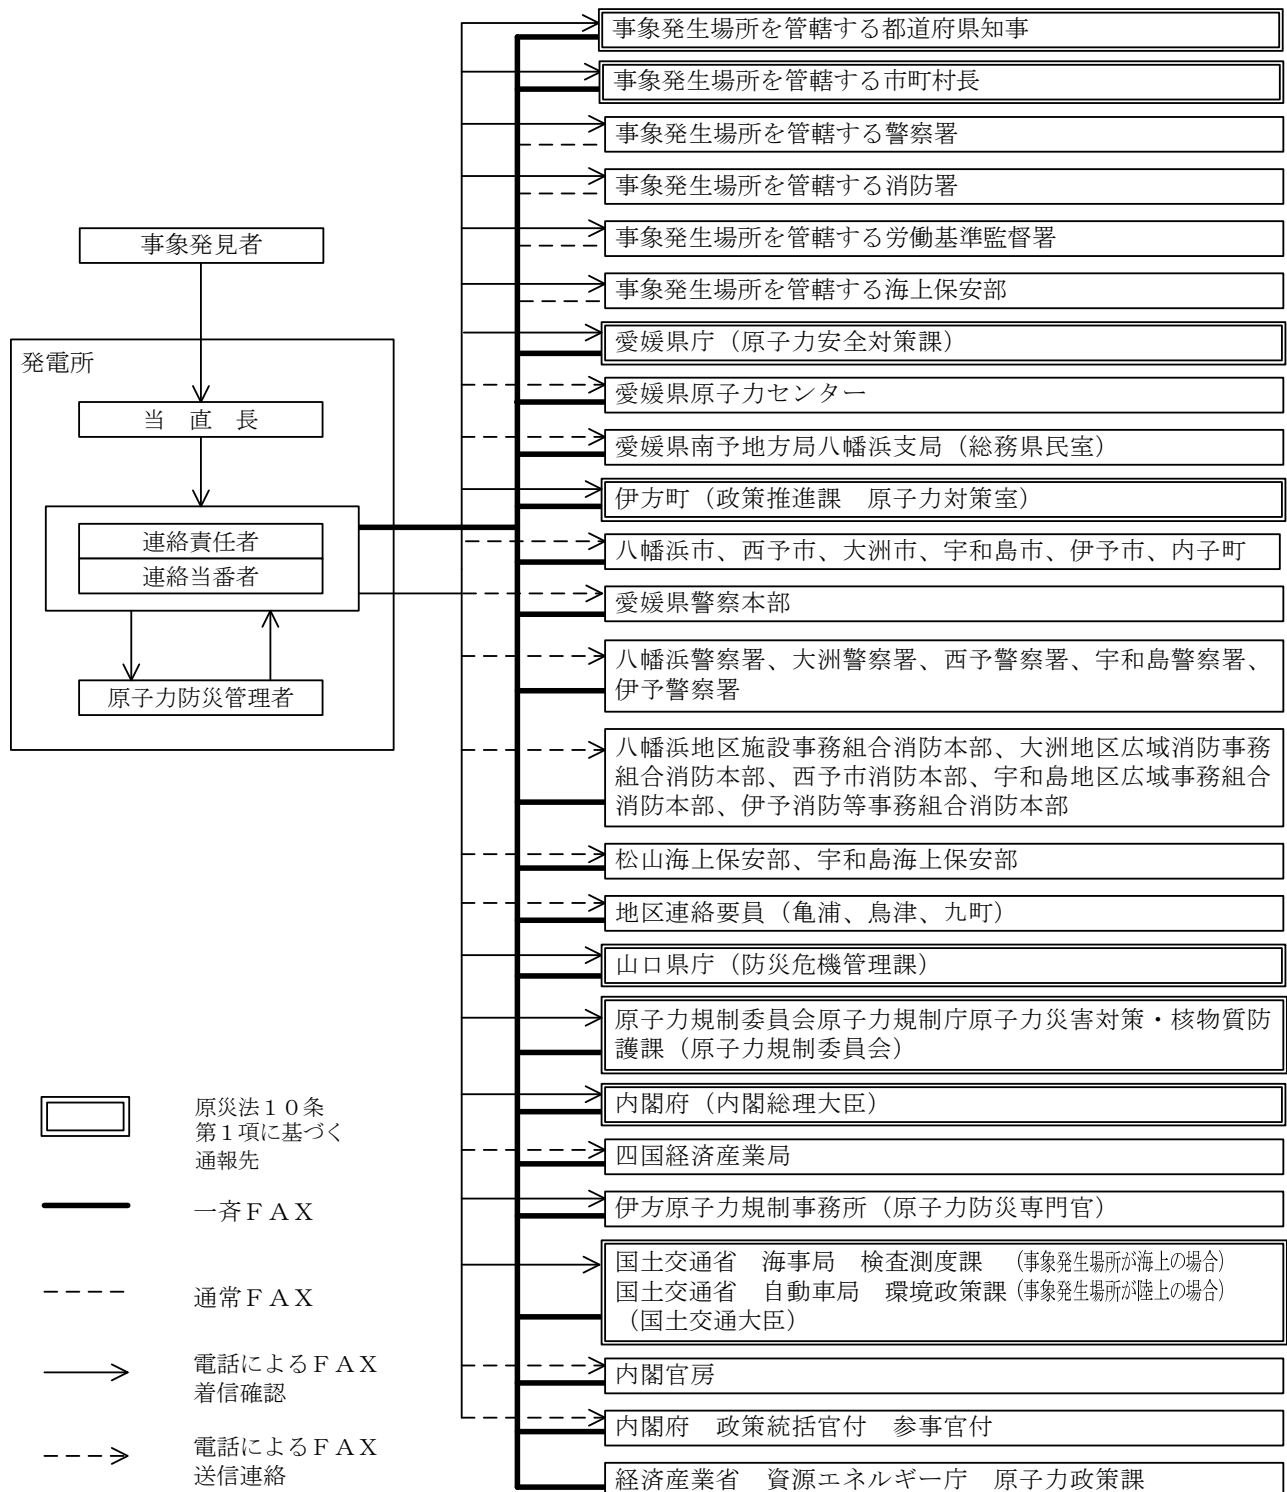 事象発見者
発電所
当　直　長
連絡責任者
連絡当番者
原子力防災管理者
事象発生場所を管轄する都道府県知事
事象発生場所を管轄する市町村長
事象発生場所を管轄する警察署
事象発生場所を管轄する消防署
事象発生場所を管轄する労働基準監督署
事象発生場所を管轄する海上保安部
愛媛県庁（原子力安全対策課）
愛媛県原子力センター
愛媛県南予地方局八幡浜支局（総務県民室）
伊方町（政策推進課　原子力対策室）
八幡浜市、西予市、大洲市、宇和島市、伊予市、内子町
愛媛県警察本部
八幡浜警察署、大洲警察署、西予警察署、宇和島警察署、
伊予警察署
八幡浜地区施設事務組合消防本部、大洲地区広域消防事務
組合消防本部、西予市消防本部、宇和島地区広域事務組合
消防本部、伊予消防等事務組合消防本部
松山海上保安部、宇和島海上保安部
地区連絡要員（亀浦、鳥津、九町）
山口県庁（防災危機管理課）
原子力規制委員会原子力規制庁原子力災害対策・核物質防
護課（原子力規制委員会）
内閣府（内閣総理大臣）
四国経済産業局
伊方原子力規制事務所（原子力防災専門官）
国土交通省　海事局　検査測度課　（事象発生場所が海上の場合）
国土交通省　自動車局　環境政策課（事象発生場所が陸上の場合）
（国土交通大臣）
内閣官房
内閣府　政策統括官付　参事官付
経済産業省　資源エネルギー庁　原子力政策課
原災法１０条
第１項に基づく
通報先
一斉ＦＡＸ
通常ＦＡＸ
電話によるＦＡＸ
着信確認
電話によるＦＡＸ
送信連絡